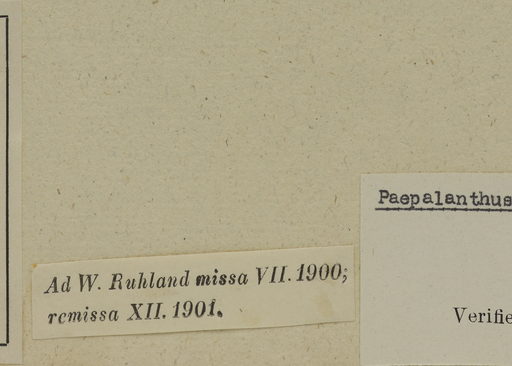 Ad W. Ruhland missa VII. 1900;
remissa XII. 1901.
Paepalanthus
Verifie